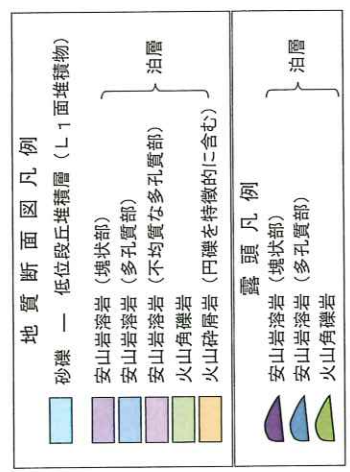 地質断面図凡例
砂礫 ー 低位段丘堆積層（L1面堆積物）
安山岩溶岩（塊状部）
安山岩溶岩（多孔質部）
安山岩溶岩（不均質な多孔質部）
火山角礫岩
火山砕屑岩（円礫を特徴的に含む）
泊層
露頭凡例
安山岩溶岩（塊状部）
安山岩溶岩（多孔質部）
火山角礫岩
泊層